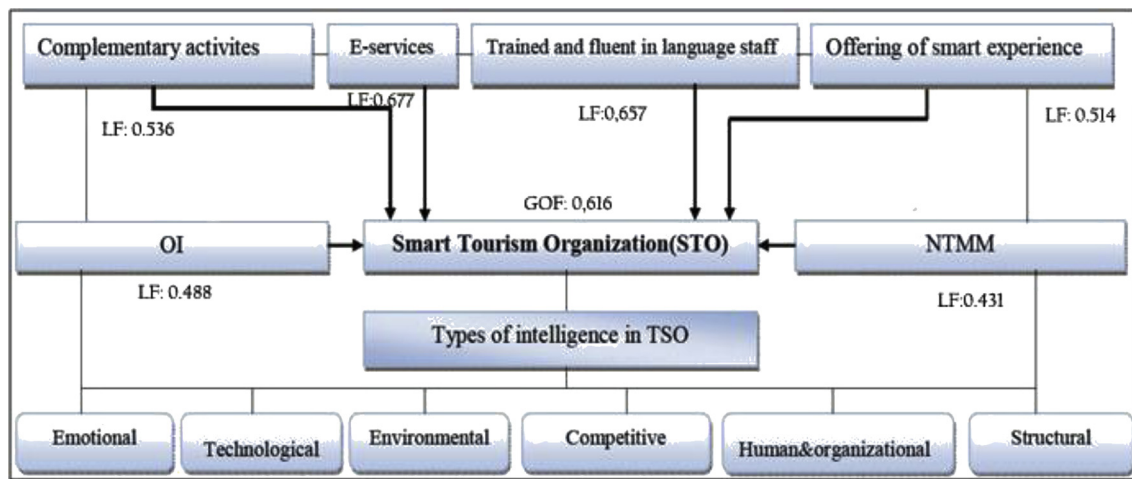 Complementary activites
E-services
Trained and fluent in language staff
Offering of smart experience
LF: 0.536
LF:0.677
LF:0,657
LF: 0.514
GOF: 0,616
OI
Smart Tourism Organization(STO)
NTMM
LF: 0.488
LF:0.431
Types of intelligence in TSO
Emotional
Technological
Environmental
Competitive
Human&organizational
Structural